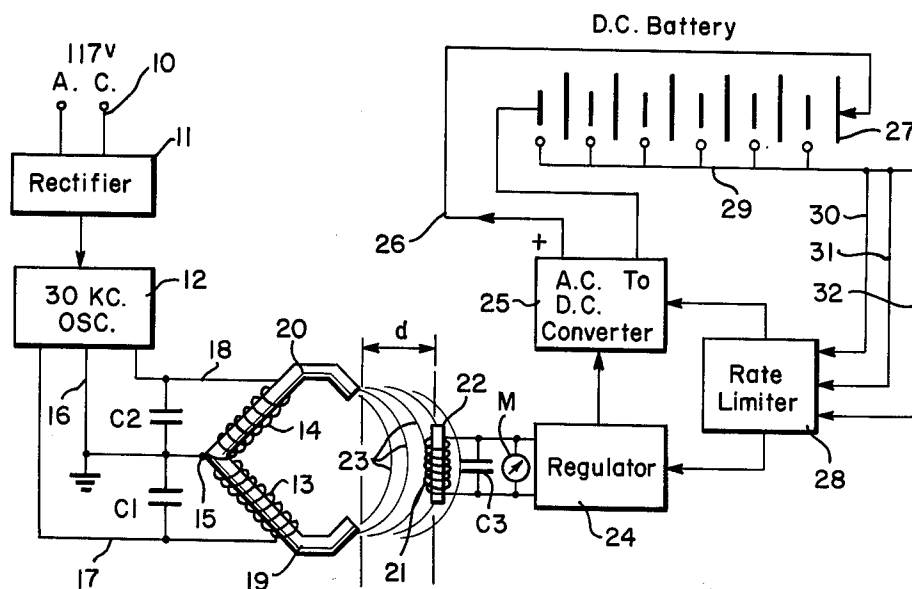 D.C. Battery
117V
A. C.
10
11
Rectifier
27
29
30
31
32
26
+
12
30 KC.
OSC.
25
A.C. To
D.C.
Converter
20
d
18
22
16
C2
14
M
Rate
Limiter
28
23
Regulator
13
C1
15
C3
21
24
17
19